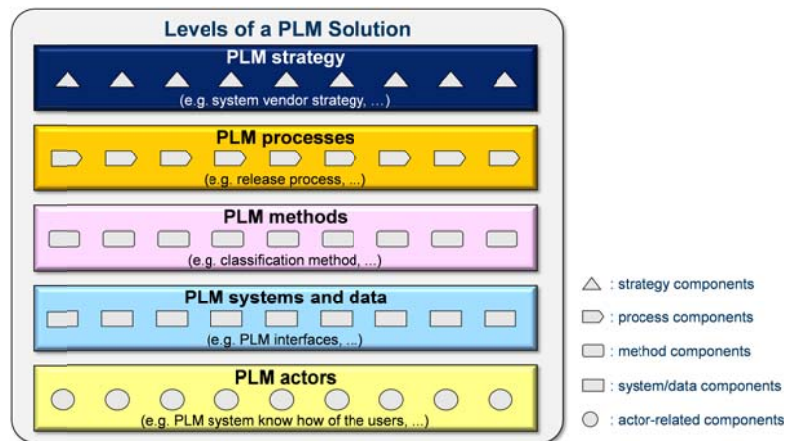 Levels of a PLM Solution
PLM strategy
(e.g. system vendor strategy, ...)
PLM processes
(e.g. release process, ...)
PLM methods
(e.g. classification method, ...)
PLM systems and data
(e.g. PLM interfaces, ...)
PLM actors
(e.g. PLM system know how of the users, ...)
: strategy components
: process components
: method components
: system/data components
: actor-related components